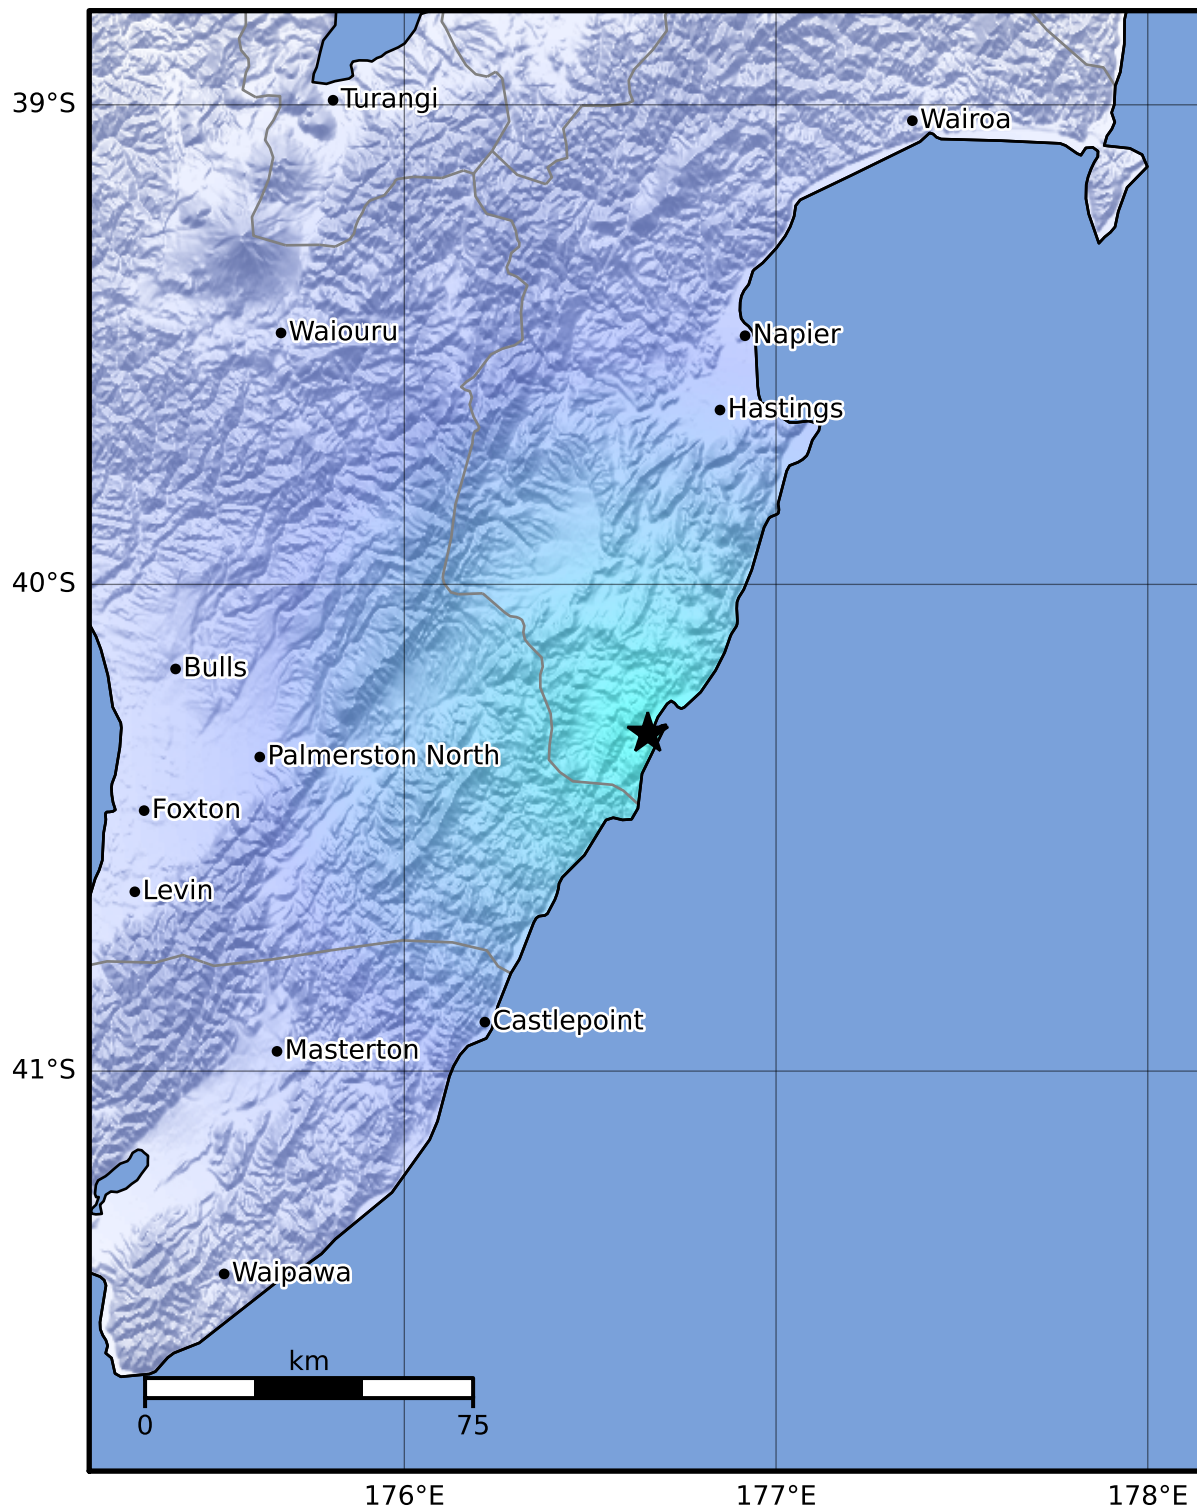 39°S
Turangi
Wairoa
Waiouru
Napier
Hastings
40°S
Bulls
Palmerston North
Foxton
Levin
Castlepoint
Masterton
41°S
Waipawa
km
0 75
176°E 177°E 178°E